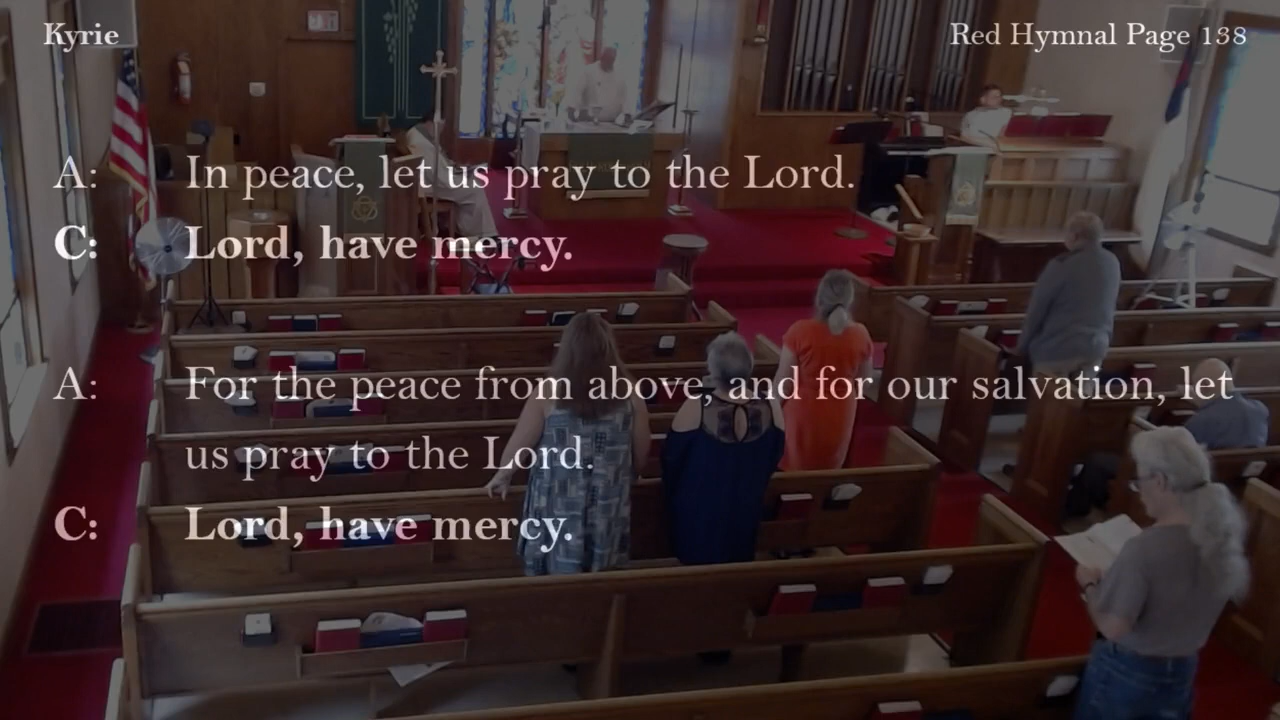 Kyrie
Red Hymnal Page 138
A: In peace, let us pray to the Lord.
C: Lord, have mercy.
A: For the peace from above, and for our salvation, let
us pray to the Lord.
C: Lord, have mercy.